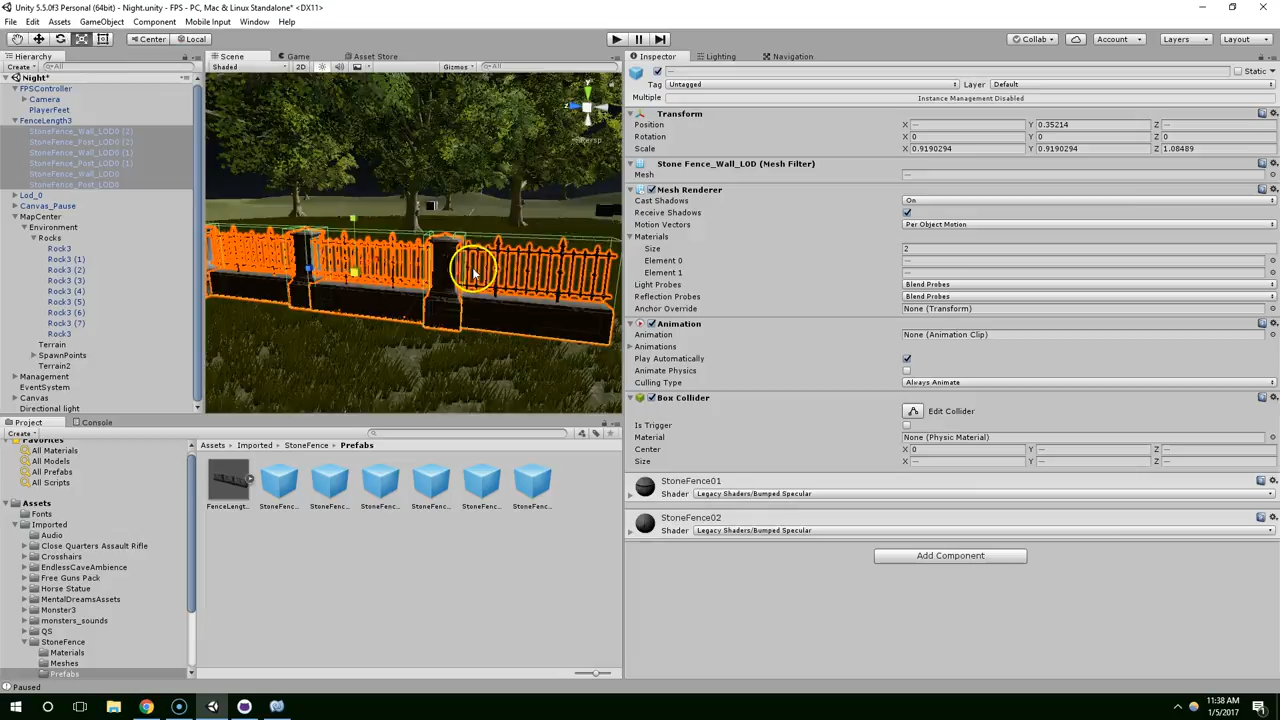 Unity 5.5.0f3 Personal (64bit) - Night.unity - FPS - PC, Mac & Linux Standalone* <DX11>
File Edit Assets GameObject Component Mobile Input Window Help
Center Local Collab Account Layers Layout
Hierarchy
Create All
Night*
FPSController
Camera
PlayerFeet
FenceLength3
StoneFence_Wall_LOD0 (2)
StoneFence_Post_LOD0 (2)
StoneFence_Wall_LOD0 (1)
StoneFence_Post_LOD0 (1)
StoneFence_Wall_LOD0
StoneFence_Post_LOD0
Lod_0
Canvas_Pause
MapCenter
Environment
Rocks
Rock3
Rock3 (1)
Rock3 (2)
Rock3 (3)
Rock3 (4)
Rock3 (5)
Rock3 (6)
Rock3 (7)
Rock3
Terrain
SpawnPoints
Terrain2
Management
EventSystem
Canvas
Directional light
Scene Game Asset Store
Shaded 2D Gizmos All
z
Persp
Inspector Lighting Navigation
— Static
Tag Untagged Layer Default
Multiple Instance Management Disabled
Transform
Position X — Y 0.35214 Z —
Rotation X 0 Y 0 Z 0
Scale X 0.9190294 Y 0.9190294 Z 1.08489
Stone Fence_Wall_LOD (Mesh Filter)
Mesh —
Mesh Renderer
Cast Shadows On
Receive Shadows
Motion Vectors Per Object Motion
Materials
Size 2
Element 0 —
Element 1 —
Light Probes Blend Probes
Reflection Probes Blend Probes
Anchor Override None (Transform)
Animation
Animation None (Animation Clip)
Animations
Play Automatically
Animate Physics
Culling Type Always Animate
Box Collider
Edit Collider
Is Trigger
Material None (Physic Material)
Center X 0 Y — Z —
Size X — Y — Z —
StoneFence01
Shader Legacy Shaders/Bumped Specular
StoneFence02
Shader Legacy Shaders/Bumped Specular
Add Component
Project Console
Create
Favorites
All Materials
All Models
All Prefabs
All Scripts
Assets
Fonts
Imported
Audio
Close Quarters Assault Rifle
Crosshairs
EndlessCaveAmbience
Free Guns Pack
Horse Statue
MentalDreamsAssets
Monster3
monsters_sounds
QS
StoneFence
Materials
Meshes
Prefabs
Assets Imported StoneFence Prefabs
FenceLengt... StoneFenc... StoneFenc... StoneFenc... StoneFenc... StoneFenc... StoneFenc...
Paused
11:38 AM
1/5/2017